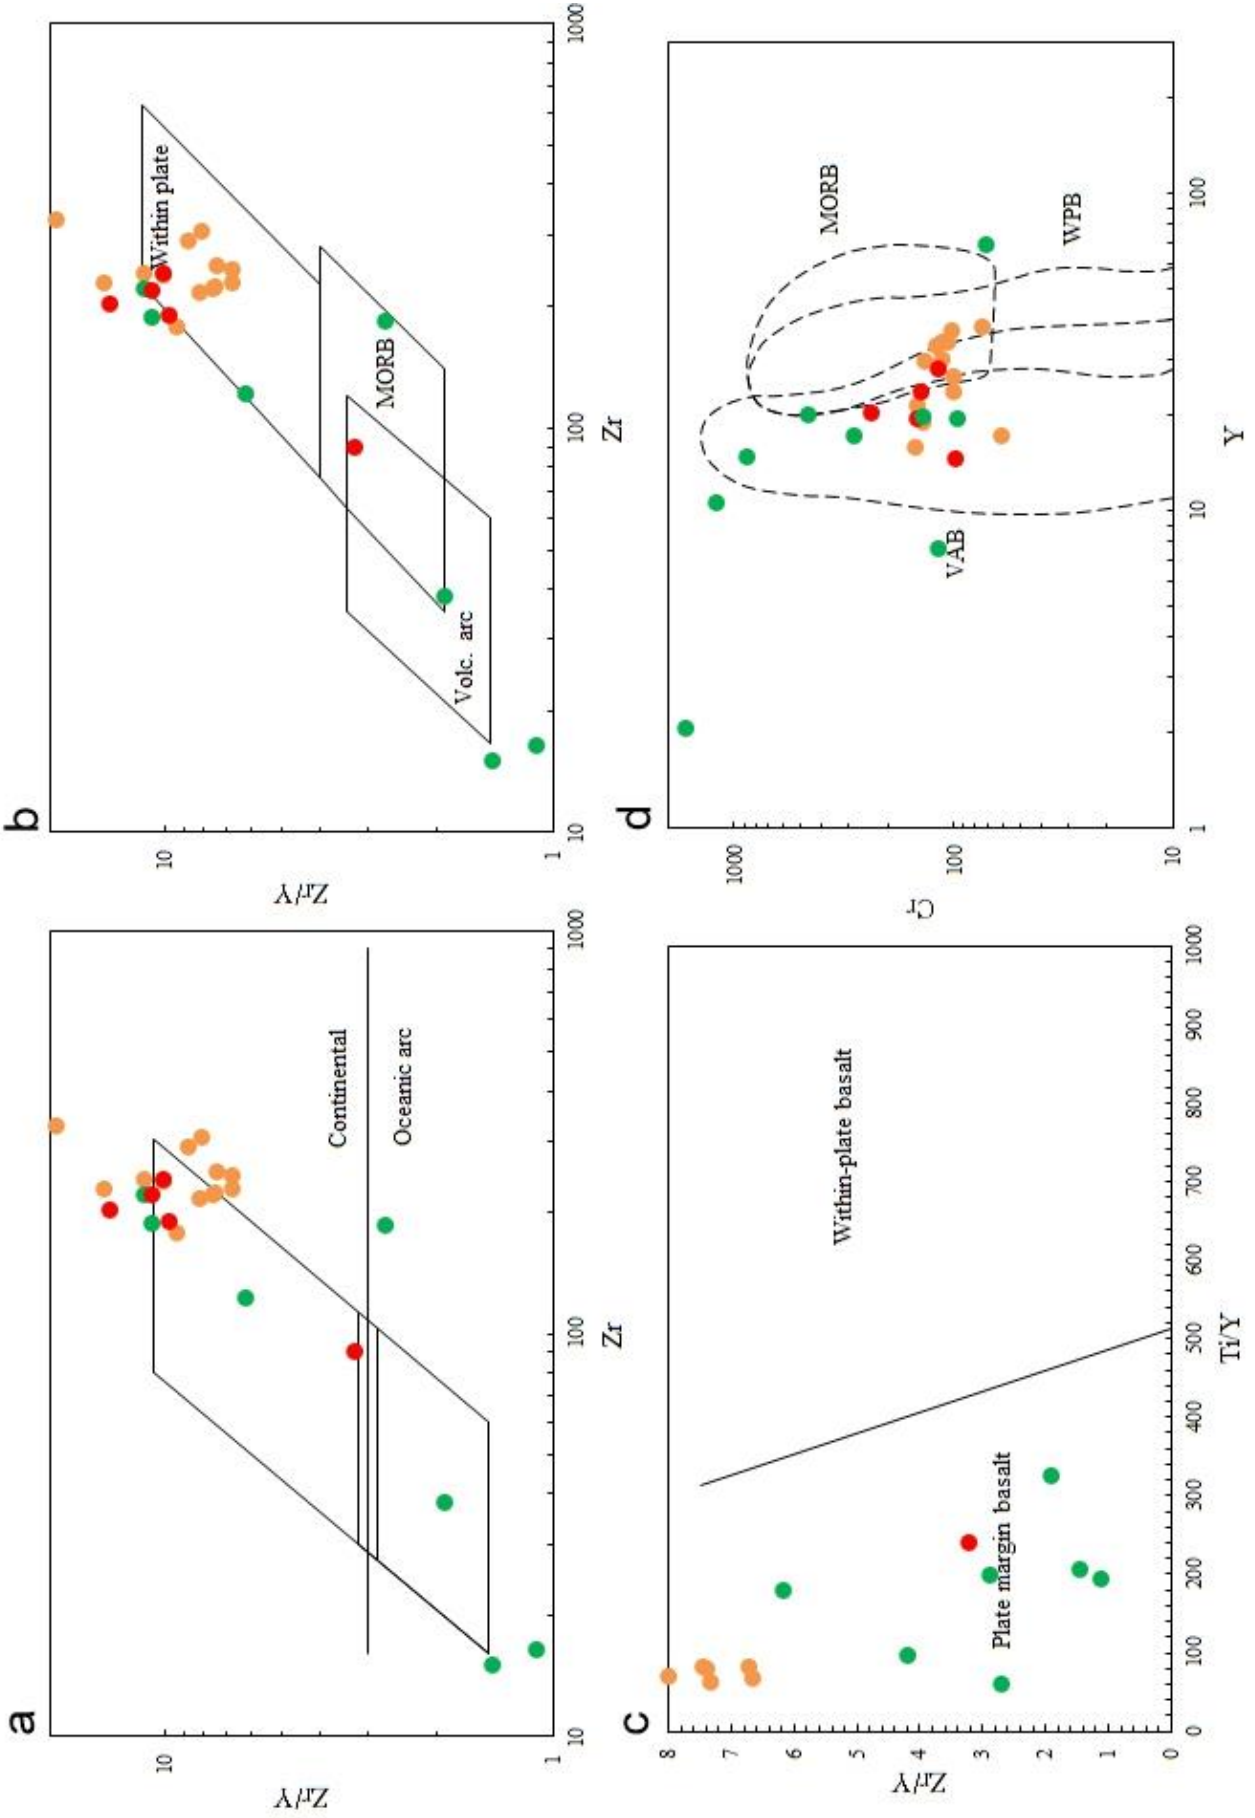 a
Zr/Y
10
1
Continental
Oceanic arc
10
100
1000
Zr
b
Zr/Y
10
1
Within plate
MORB
Volc. arc
10
100
1000
Zr
c
Zr/Y
8
7
6
5
4
3
2
1
0
Within-plate basalt
Plate margin basalt
0
100
200
300
400
500
600
700
800
900
1000
Ti/Y
d
Cr
1000
100
10
MORB
WPB
VAB
1
10
100
Y